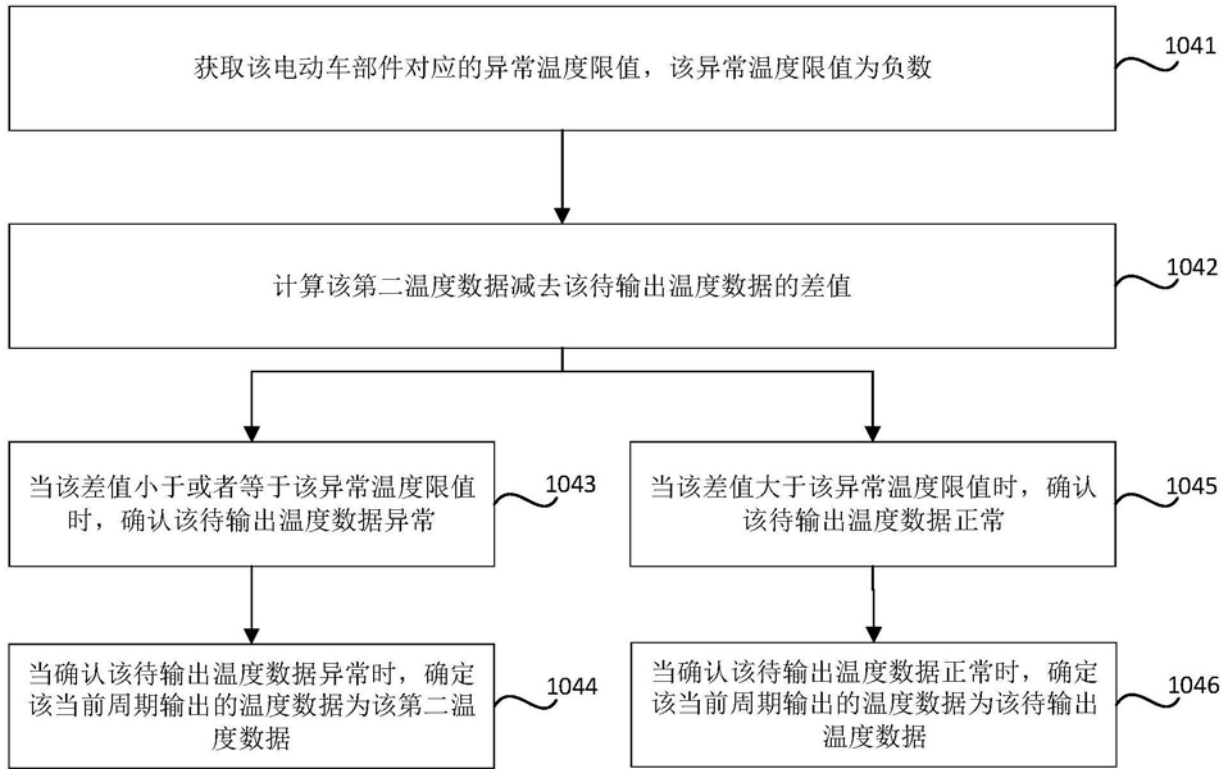 获取该电动车部件对应的异常温度限值，该异常温度限值为负数
1041
计算该第二温度数据减去该待输出温度数据的差值
1042
当该差值小于或者等于该异常温度限值
时，确认该待输出温度数据异常
1043
当该差值大于该异常温度限值时，确认
该待输出温度数据正常
1045
当确认该待输出温度数据异常时，确定
该当前周期输出的温度数据为该第二温
度数据
1044
当确认该待输出温度数据正常时，确定
该当前周期输出的温度数据为该待输出
温度数据
1046